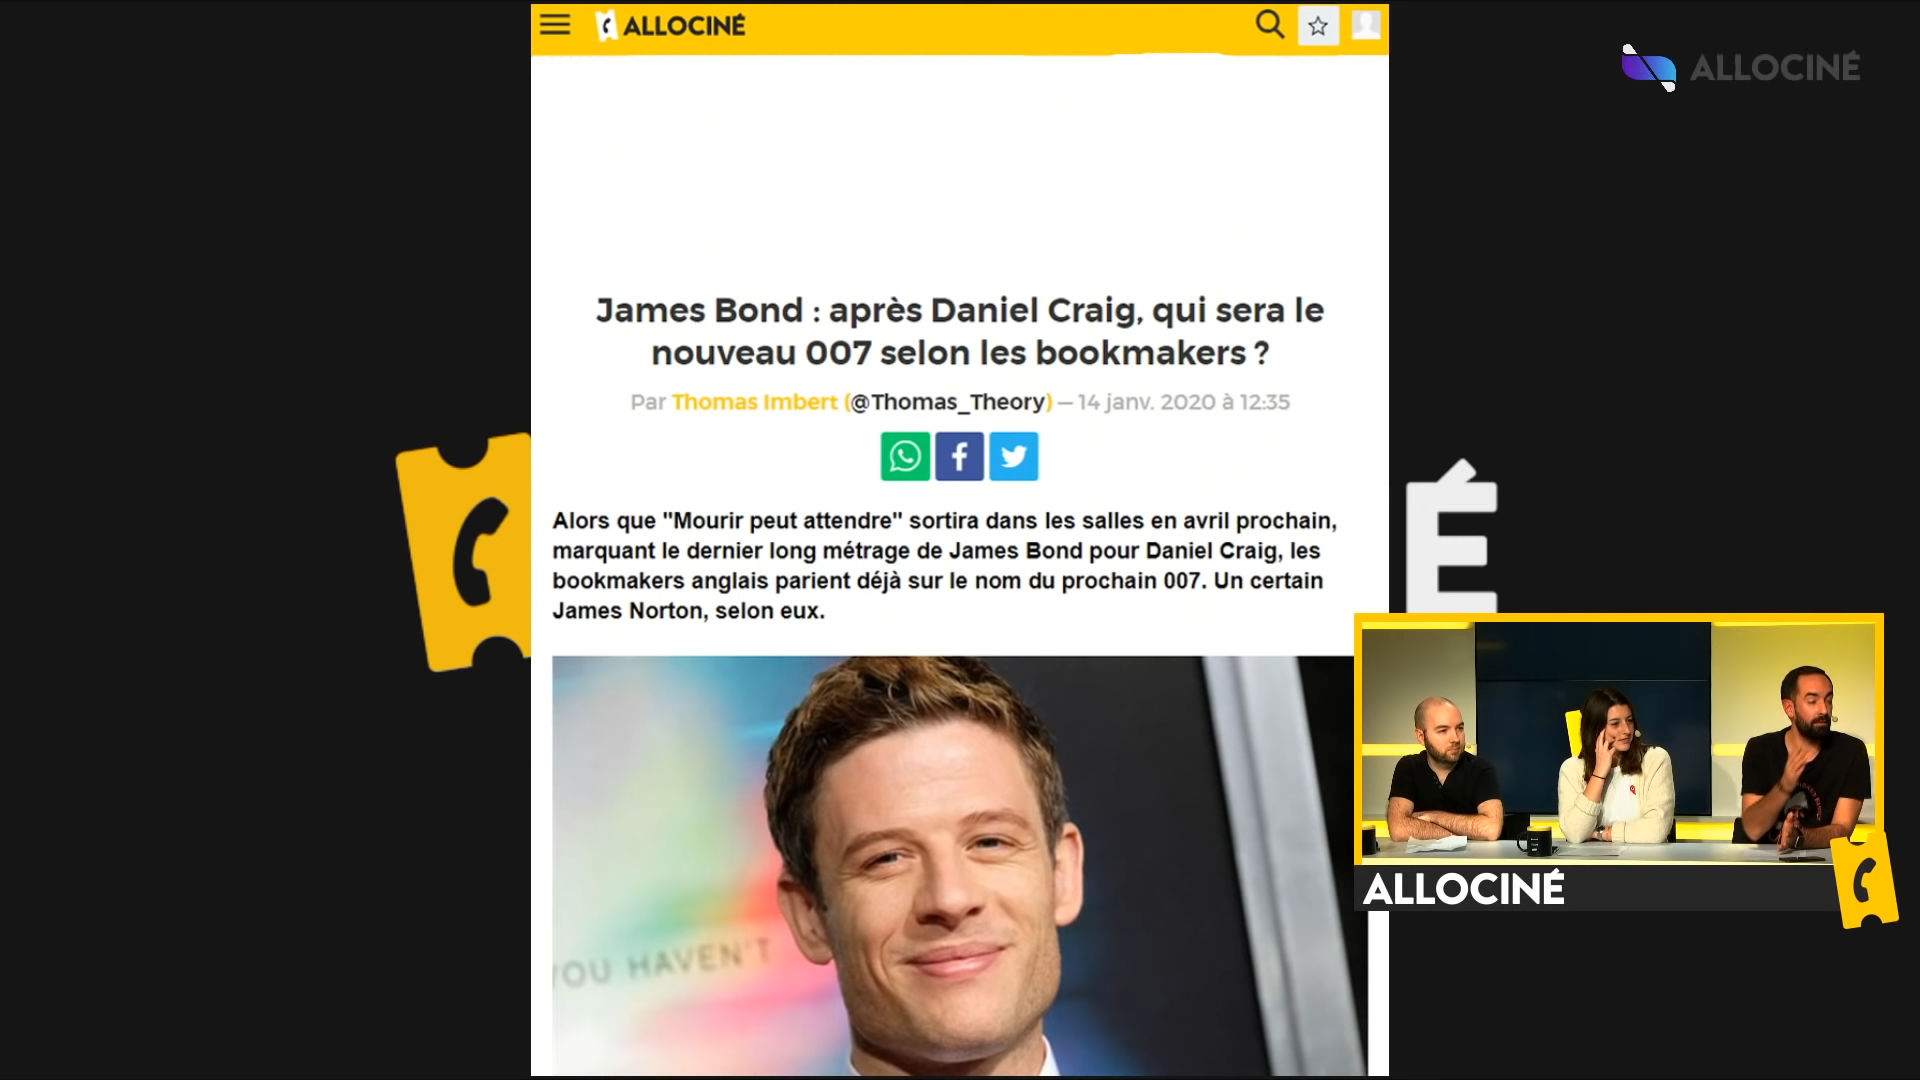 ALLOCINÉ
ALLOCINÉ
James Bond : après Daniel Craig, qui sera le
nouveau 007 selon les bookmakers ?
Par Thomas Imbert (@Thomas_Theory) — 14 janv. 2020 à 12:35
Alors que "Mourir peut attendre" sortira dans les salles en avril prochain,
marquant le dernier long métrage de James Bond pour Daniel Craig, les
bookmakers anglais parient déjà sur le nom du prochain 007. Un certain
James Norton, selon eux.
É
YOU HAVEN'T
ALLOCINÉ